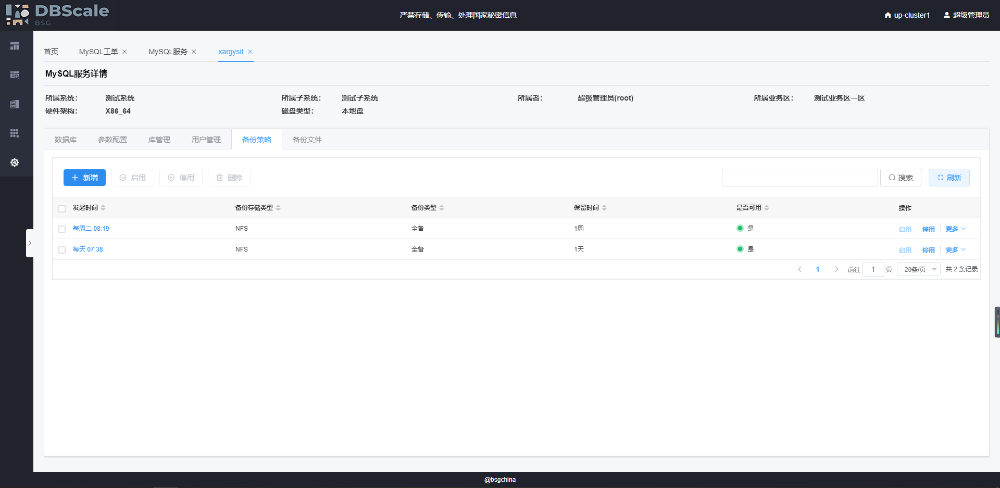 DBScale
BSG
严禁存储、传输、处理国家秘密信息
up-cluster1
超级管理员
首页
MySQL工单
MySQL服务
xargysit
MySQL服务详情
所属系统: 测试系统 所属子系统: 测试子系统 所属者: 超级管理员(root) 所属业务区: 测试业务区一区
硬件架构: X86_64 磁盘类型: 本地盘
数据库 参数配置 库管理 用户管理 备份策略 备份文件
新增 启用 停用 删除 搜索 刷新
发起时间 备份存储类型 备份类型 保留时间 是否可用 操作
每周二 08:19 NFS 全备 1周 是 启用 停用 更多
每天 07:38 NFS 全备 1天 是 启用 停用 更多
1 前往 1 页 20条/页 共 2 条记录
@bsgchina